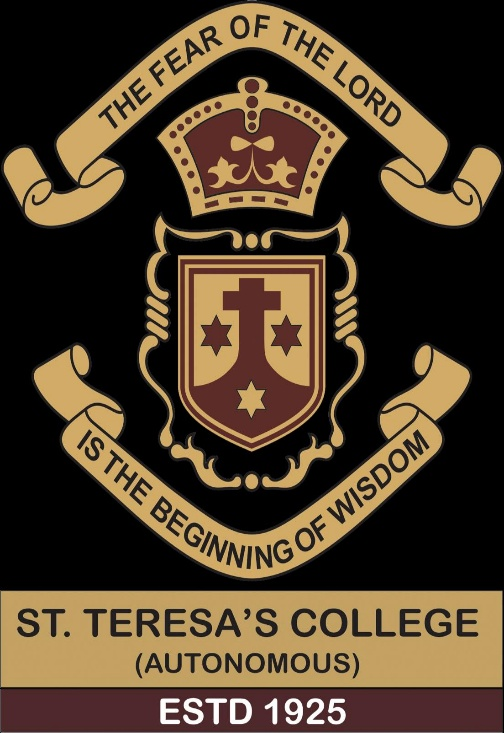 THE FEAR OF THE LORD
IS THE BEGINNING OF WISDOM
ST. TERESA'S COLLEGE
(AUTONOMOUS)
ESTD 1925